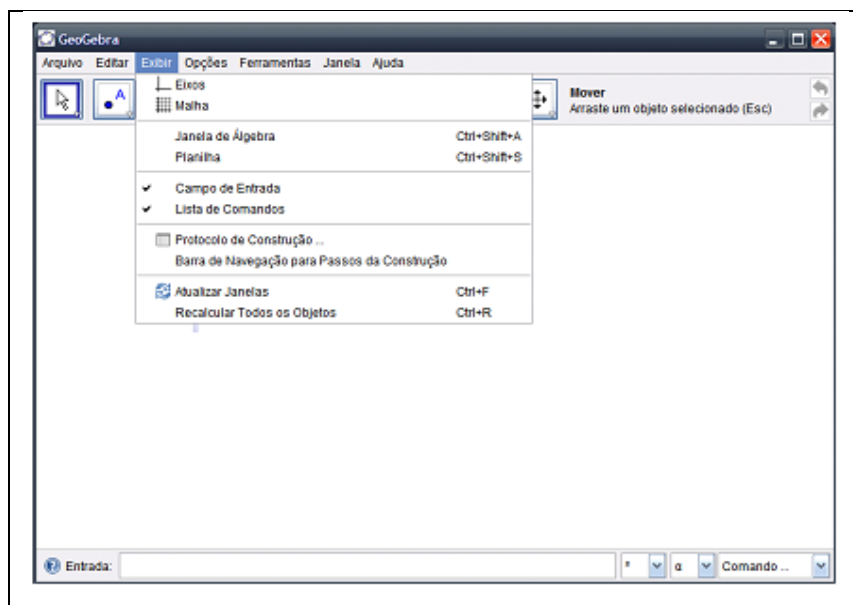 GeoGebra
Arquivo Editar Exibir Opções Ferramentas Janela Ajuda
A
Mover
Arraste um objeto selecionado (Esc)
Eixos
Malha
Janela de Álgebra Ctrl+Shift+A
Planilha Ctrl+Shift+S
Campo de Entrada
Lista de Comandos
Protocolo de Construção ...
Barra de Navegação para Passos da Construção
Atualizar Janelas Ctrl+F
Recalcular Todos os Objetos Ctrl+R
Entrada: α Comando ...